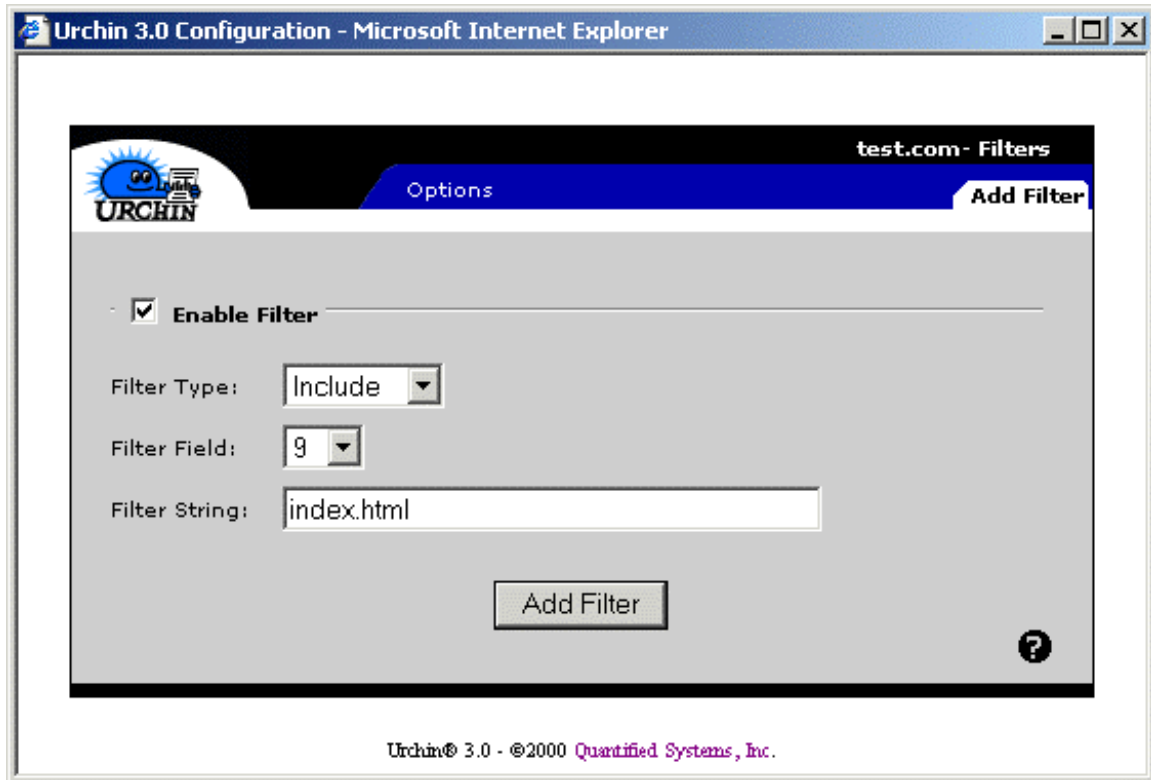 Urchin 3.0 Configuration - Microsoft Internet Explorer
test.com- Filters
URCHIN
Options
Add Filter
Enable Filter
Filter Type: Include
Filter Field: 9
Filter String: index.html
Add Filter
?
Urchin® 3.0 - ©2000 Quantified Systems, Inc.